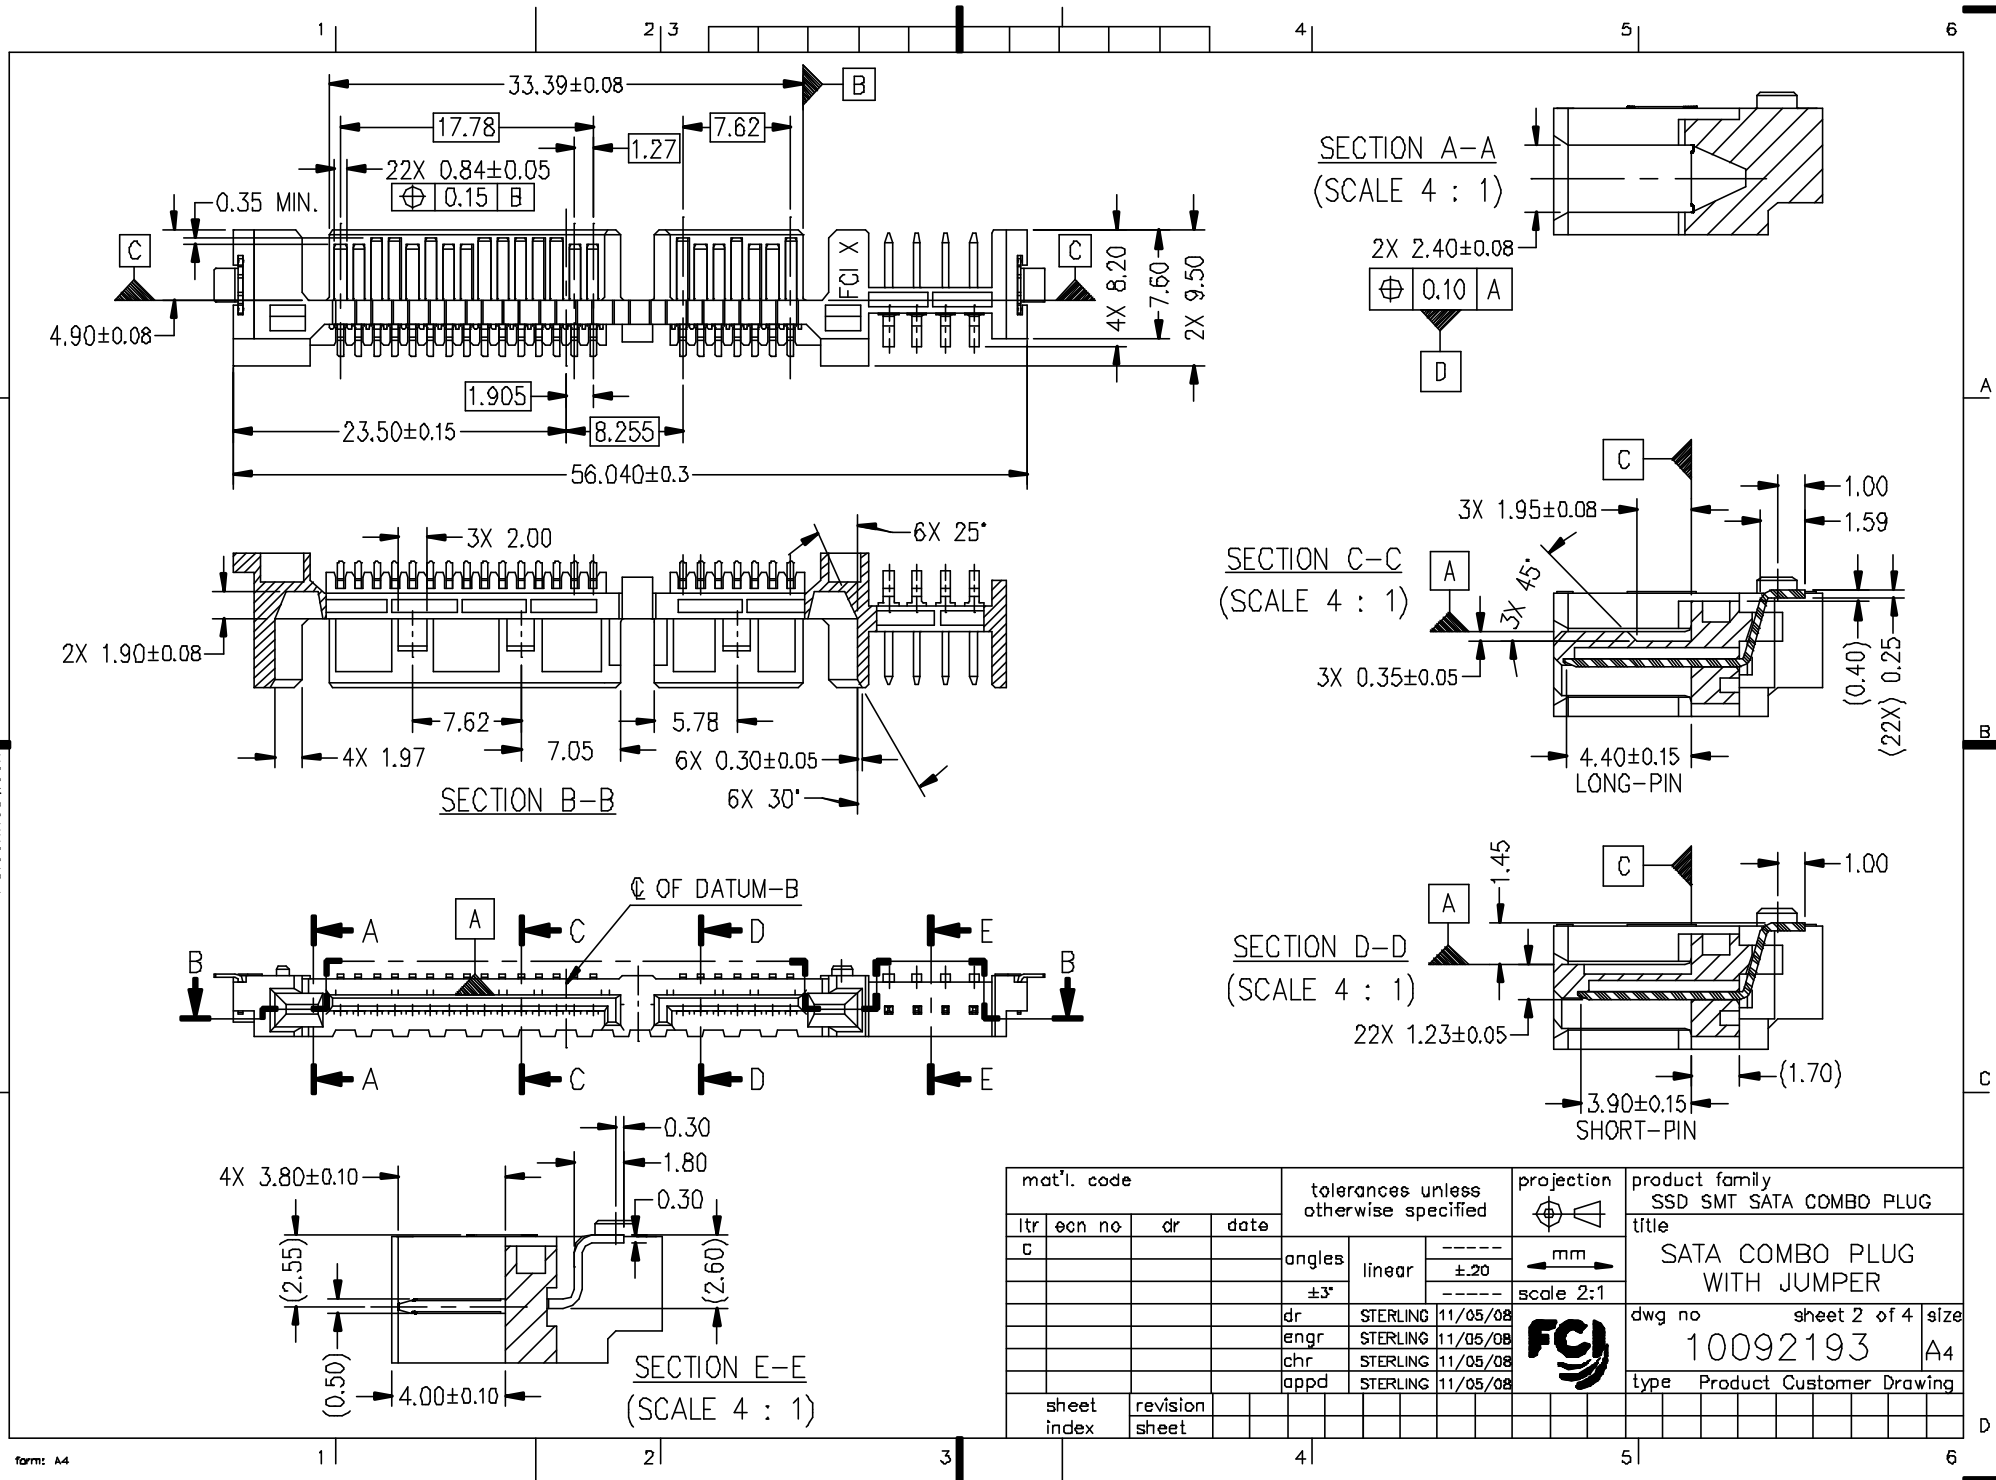 1 2 3 4 5 6
33.39±0.08 B
17.78 7.62
1.27
22X 0.84±0.05
⌖ 0.15 B
0.35 MIN.
C
4.90±0.08
FCI X
C
4X 8.20
7.60
2X 9.50
1.905
23.50±0.15 8.255
56.040±0.3
SECTION A-A
(SCALE 4 : 1)
2X 2.40±0.08
⌖ 0.10 A
D
A
3X 2.00
6X 25°
2X 1.90±0.08
7.62 5.78
4X 1.97 7.05
6X 0.30±0.05
6X 30°
SECTION B-B
C
1.00
3X 1.95±0.08
1.59
SECTION C-C
(SCALE 4 : 1)
A
3X 45°
3X 0.35±0.05
(0.40)
(22X) 0.25
4.40±0.15
LONG-PIN
B
℄ OF DATUM-B
A
A C D E
B B
A C D E
1.45
C
1.00
A
SECTION D-D
(SCALE 4 : 1)
22X 1.23±0.05
(1.70)
3.90±0.15
SHORT-PIN
C
0.30
4X 3.80±0.10
1.80
0.30
(2.55)
(2.60)
(0.50)
4.00±0.10
SECTION E-E
(SCALE 4 : 1)
mat'l. code
tolerances unless
otherwise specified
projection
product family
SSD SMT SATA COMBO PLUG
ltr ecn no dr date
title
C
angles linear -----
±.20
±3° -----
mm
scale 2:1
SATA COMBO PLUG
WITH JUMPER
dr STERLING 11/05/08
engr STERLING 11/05/08
chr STERLING 11/05/08
appd STERLING 11/05/08
FCI
dwg no sheet 2 of 4 size
10092193 A4
type Product Customer Drawing
sheet index
revision
sheet
D
form: A4
1 2 3 4 5 6